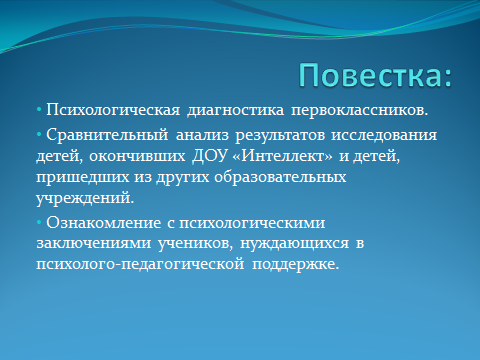 Повестка:
• Психологическая диагностика первоклассников.
• Сравнительный анализ результатов исследования
детей, окончивших ДОУ «Интеллект» и детей,
пришедших из других образовательных
учреждений.
• Ознакомление с психологическими
заключениями учеников, нуждающихся в
психолого-педагогической поддержке.